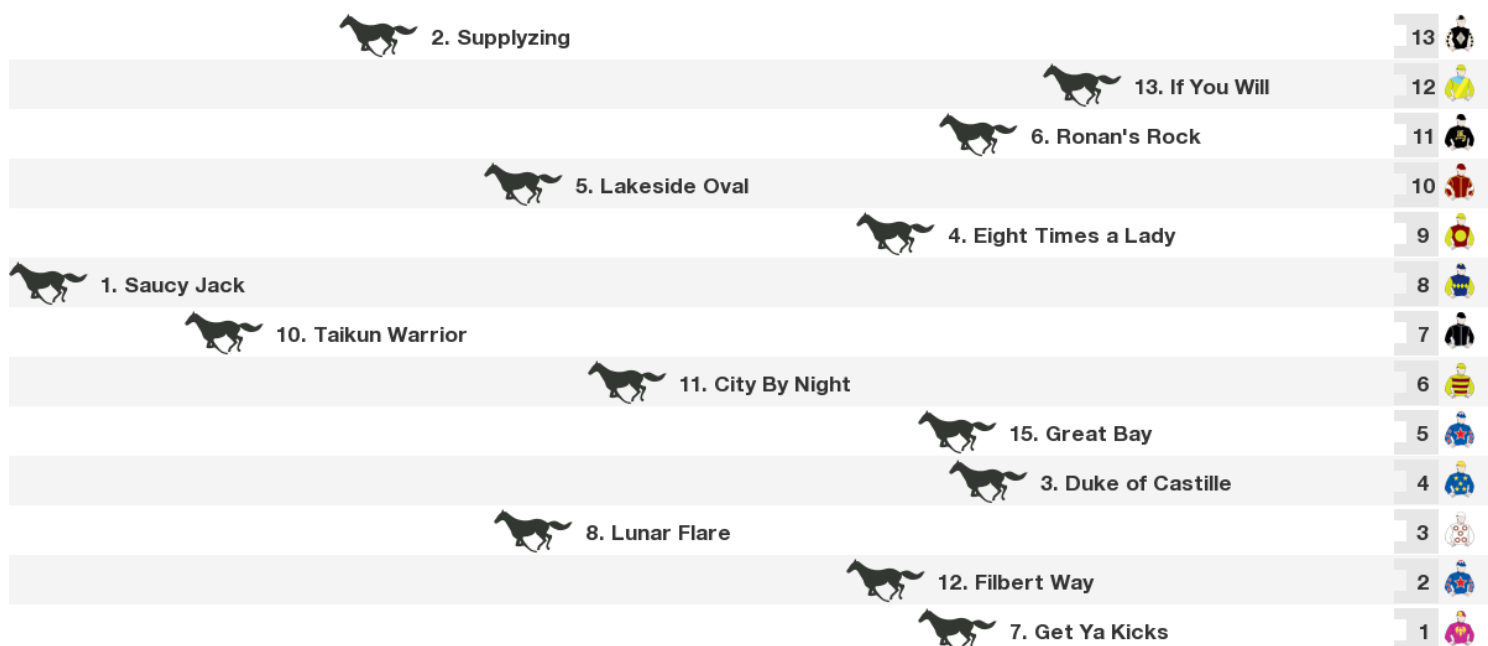 2. Supplyzing 13
13. If You Will 12
6. Ronan's Rock 11
5. Lakeside Oval 10
4. Eight Times a Lady 9
1. Saucy Jack 8
10. Taikun Warrior 7
11. City By Night 6
15. Great Bay 5
3. Duke of Castille 4
8. Lunar Flare 3
12. Filbert Way 2
7. Get Ya Kicks 1